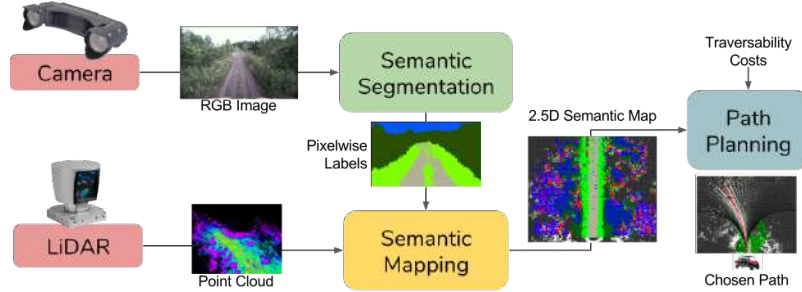 Camera
RGB Image
Semantic
Segmentation
Traversability
Costs
Pixelwise
Labels
2.5D Semantic Map
Path
Planning
LiDAR
Point Cloud
Semantic
Mapping
Chosen Path